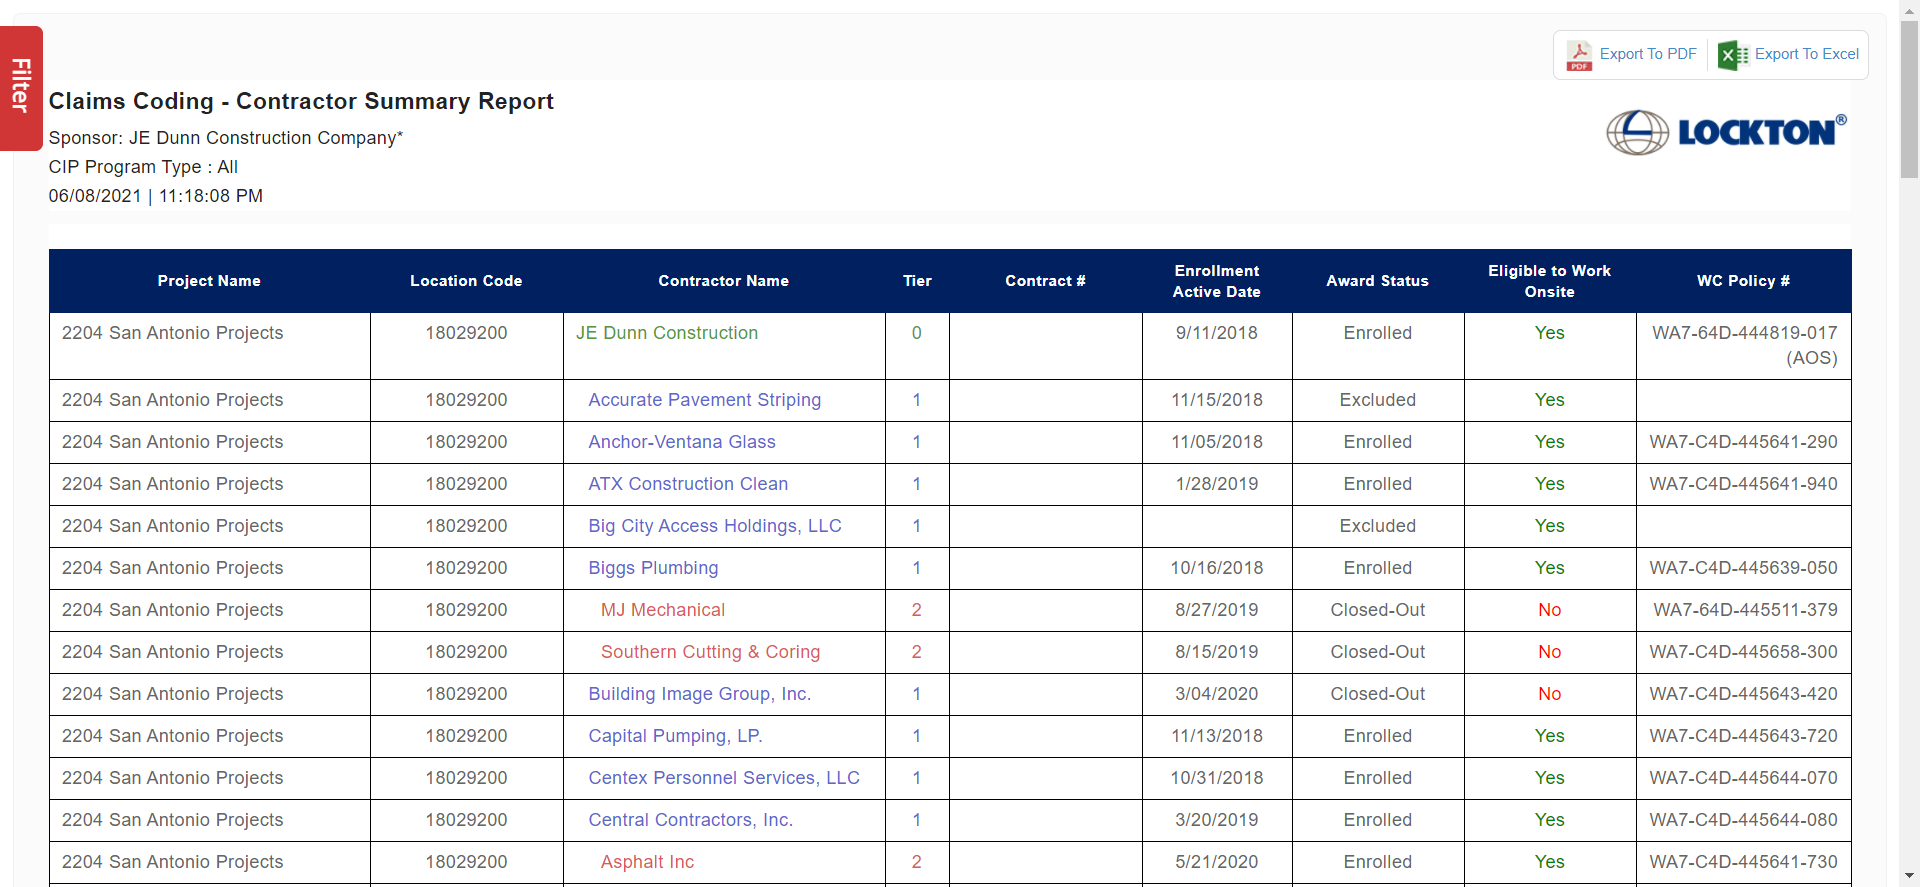 Filter
Export To PDF
Export To Excel
PDF
Claims Coding - Contractor Summary Report
Sponsor: JE Dunn Construction Company*
CIP Program Type : All
06/08/2021 | 11:18:08 PM
LOCKTON®
Project Name Location Code Contractor Name Tier Contract # Enrollment Active Date Award Status Eligible to Work Onsite WC Policy #
2204 San Antonio Projects 18029200 JE Dunn Construction 0 9/11/2018 Enrolled Yes WA7-64D-444819-017 (AOS)
2204 San Antonio Projects 18029200 Accurate Pavement Striping 1 11/15/2018 Excluded Yes
2204 San Antonio Projects 18029200 Anchor-Ventana Glass 1 11/05/2018 Enrolled Yes WA7-C4D-445641-290
2204 San Antonio Projects 18029200 ATX Construction Clean 1 1/28/2019 Enrolled Yes WA7-C4D-445641-940
2204 San Antonio Projects 18029200 Big City Access Holdings, LLC 1 Excluded Yes
2204 San Antonio Projects 18029200 Biggs Plumbing 1 10/16/2018 Enrolled Yes WA7-C4D-445639-050
2204 San Antonio Projects 18029200 MJ Mechanical 2 8/27/2019 Closed-Out No WA7-64D-445511-379
2204 San Antonio Projects 18029200 Southern Cutting & Coring 2 8/15/2019 Closed-Out No WA7-C4D-445658-300
2204 San Antonio Projects 18029200 Building Image Group, Inc. 1 3/04/2020 Closed-Out No WA7-C4D-445643-420
2204 San Antonio Projects 18029200 Capital Pumping, LP. 1 11/13/2018 Enrolled Yes WA7-C4D-445643-720
2204 San Antonio Projects 18029200 Centex Personnel Services, LLC 1 10/31/2018 Enrolled Yes WA7-C4D-445644-070
2204 San Antonio Projects 18029200 Central Contractors, Inc. 1 3/20/2019 Enrolled Yes WA7-C4D-445644-080
2204 San Antonio Projects 18029200 Asphalt Inc 2 5/21/2020 Enrolled Yes WA7-C4D-445641-730